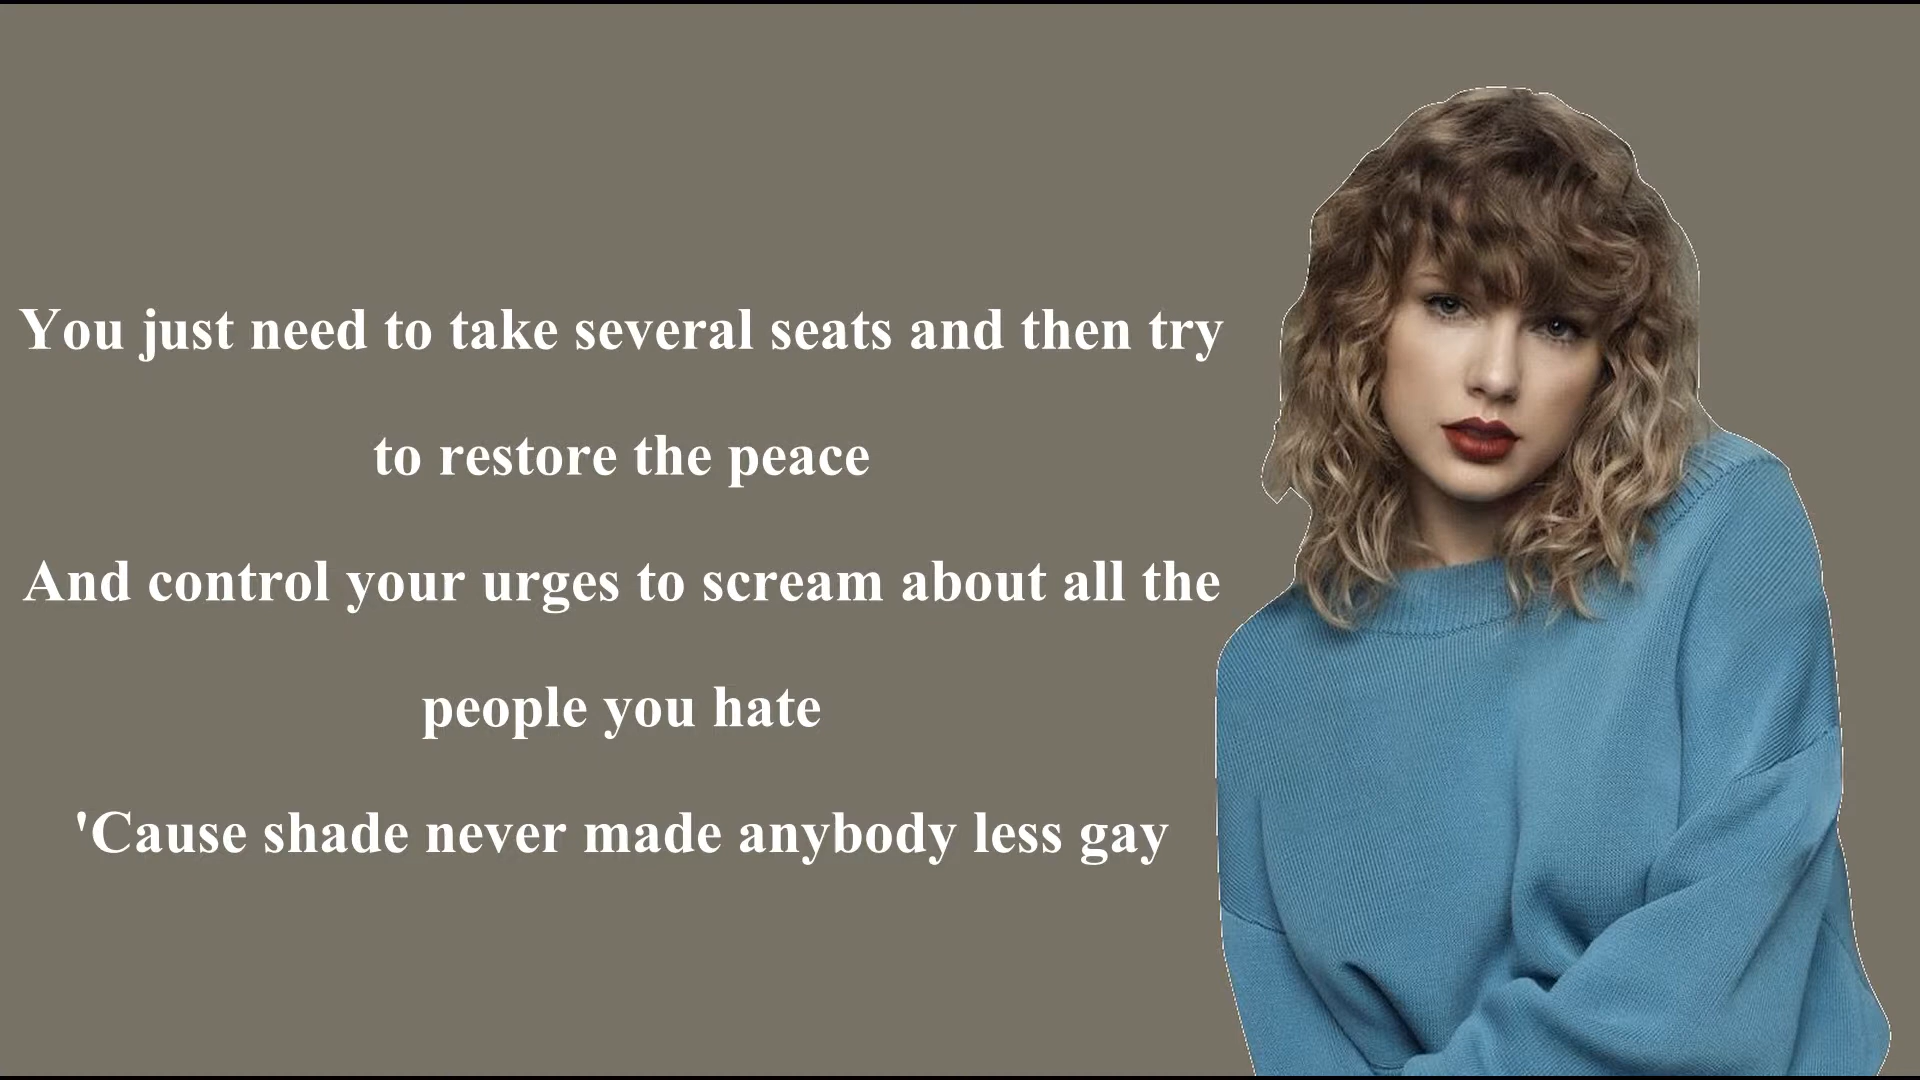 You just need to take several seats and then try
to restore the peace
And control your urges to scream about all the
people you hate
'Cause shade never made anybody less gay